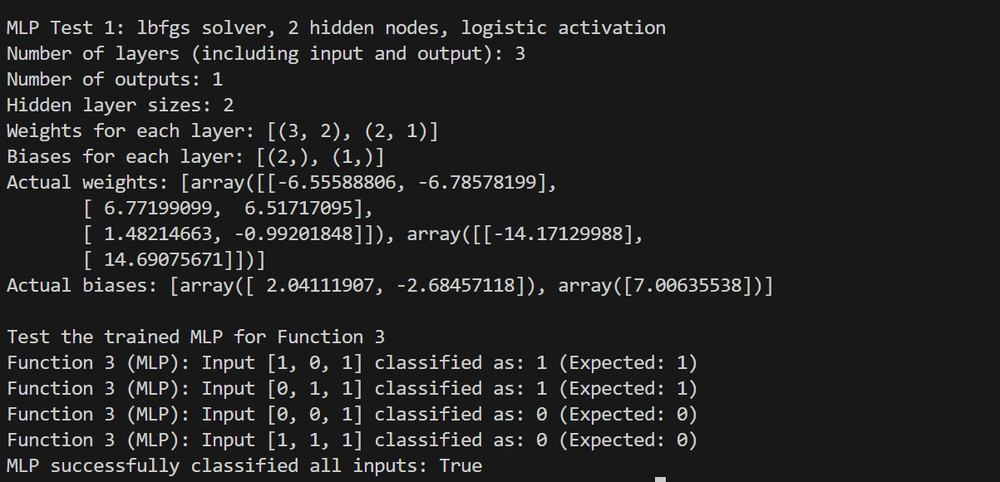 MLP Test 1: lbfgs solver, 2 hidden nodes, logistic activation
Number of layers (including input and output): 3
Number of outputs: 1
Hidden layer sizes: 2
Weights for each layer: [(3, 2), (2, 1)]
Biases for each layer: [(2,), (1,)]
Actual weights: [array([[-6.55588806, -6.78578199],
       [ 6.77199099,  6.51717095],
       [ 1.48214663, -0.99201848]]), array([[-14.17129988],
       [ 14.69075671]])]
Actual biases: [array([ 2.04111907, -2.68457118]), array([7.00635538])]

Test the trained MLP for Function 3
Function 3 (MLP): Input [1, 0, 1] classified as: 1 (Expected: 1)
Function 3 (MLP): Input [0, 1, 1] classified as: 1 (Expected: 1)
Function 3 (MLP): Input [0, 0, 1] classified as: 0 (Expected: 0)
Function 3 (MLP): Input [1, 1, 1] classified as: 0 (Expected: 0)
MLP successfully classified all inputs: True